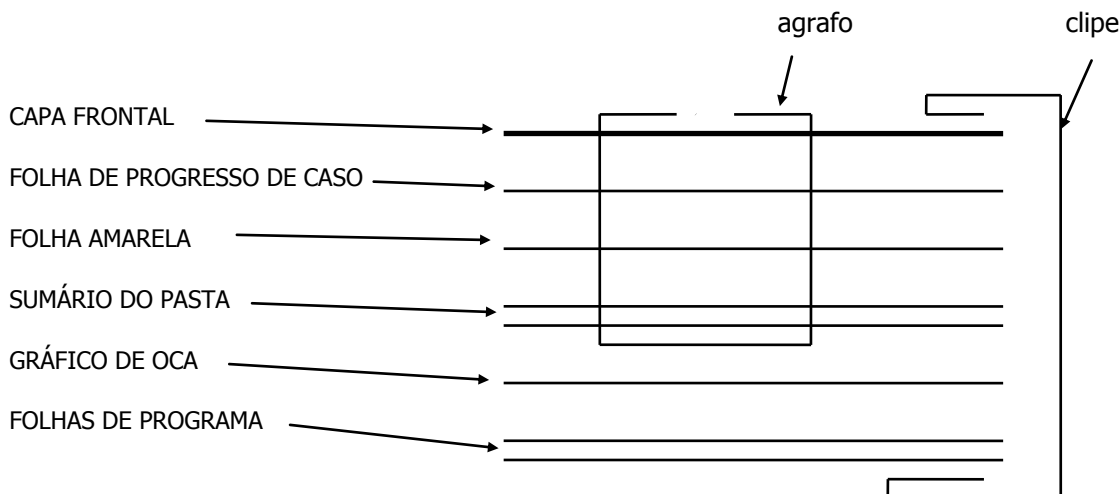 agrafo
clipe
CAPA FRONTAL
FOLHA DE PROGRESSO DE CASO
FOLHA AMARELA
SUMÁRIO DO PASTA
GRÁFICO DE OCA
FOLHAS DE PROGRAMA